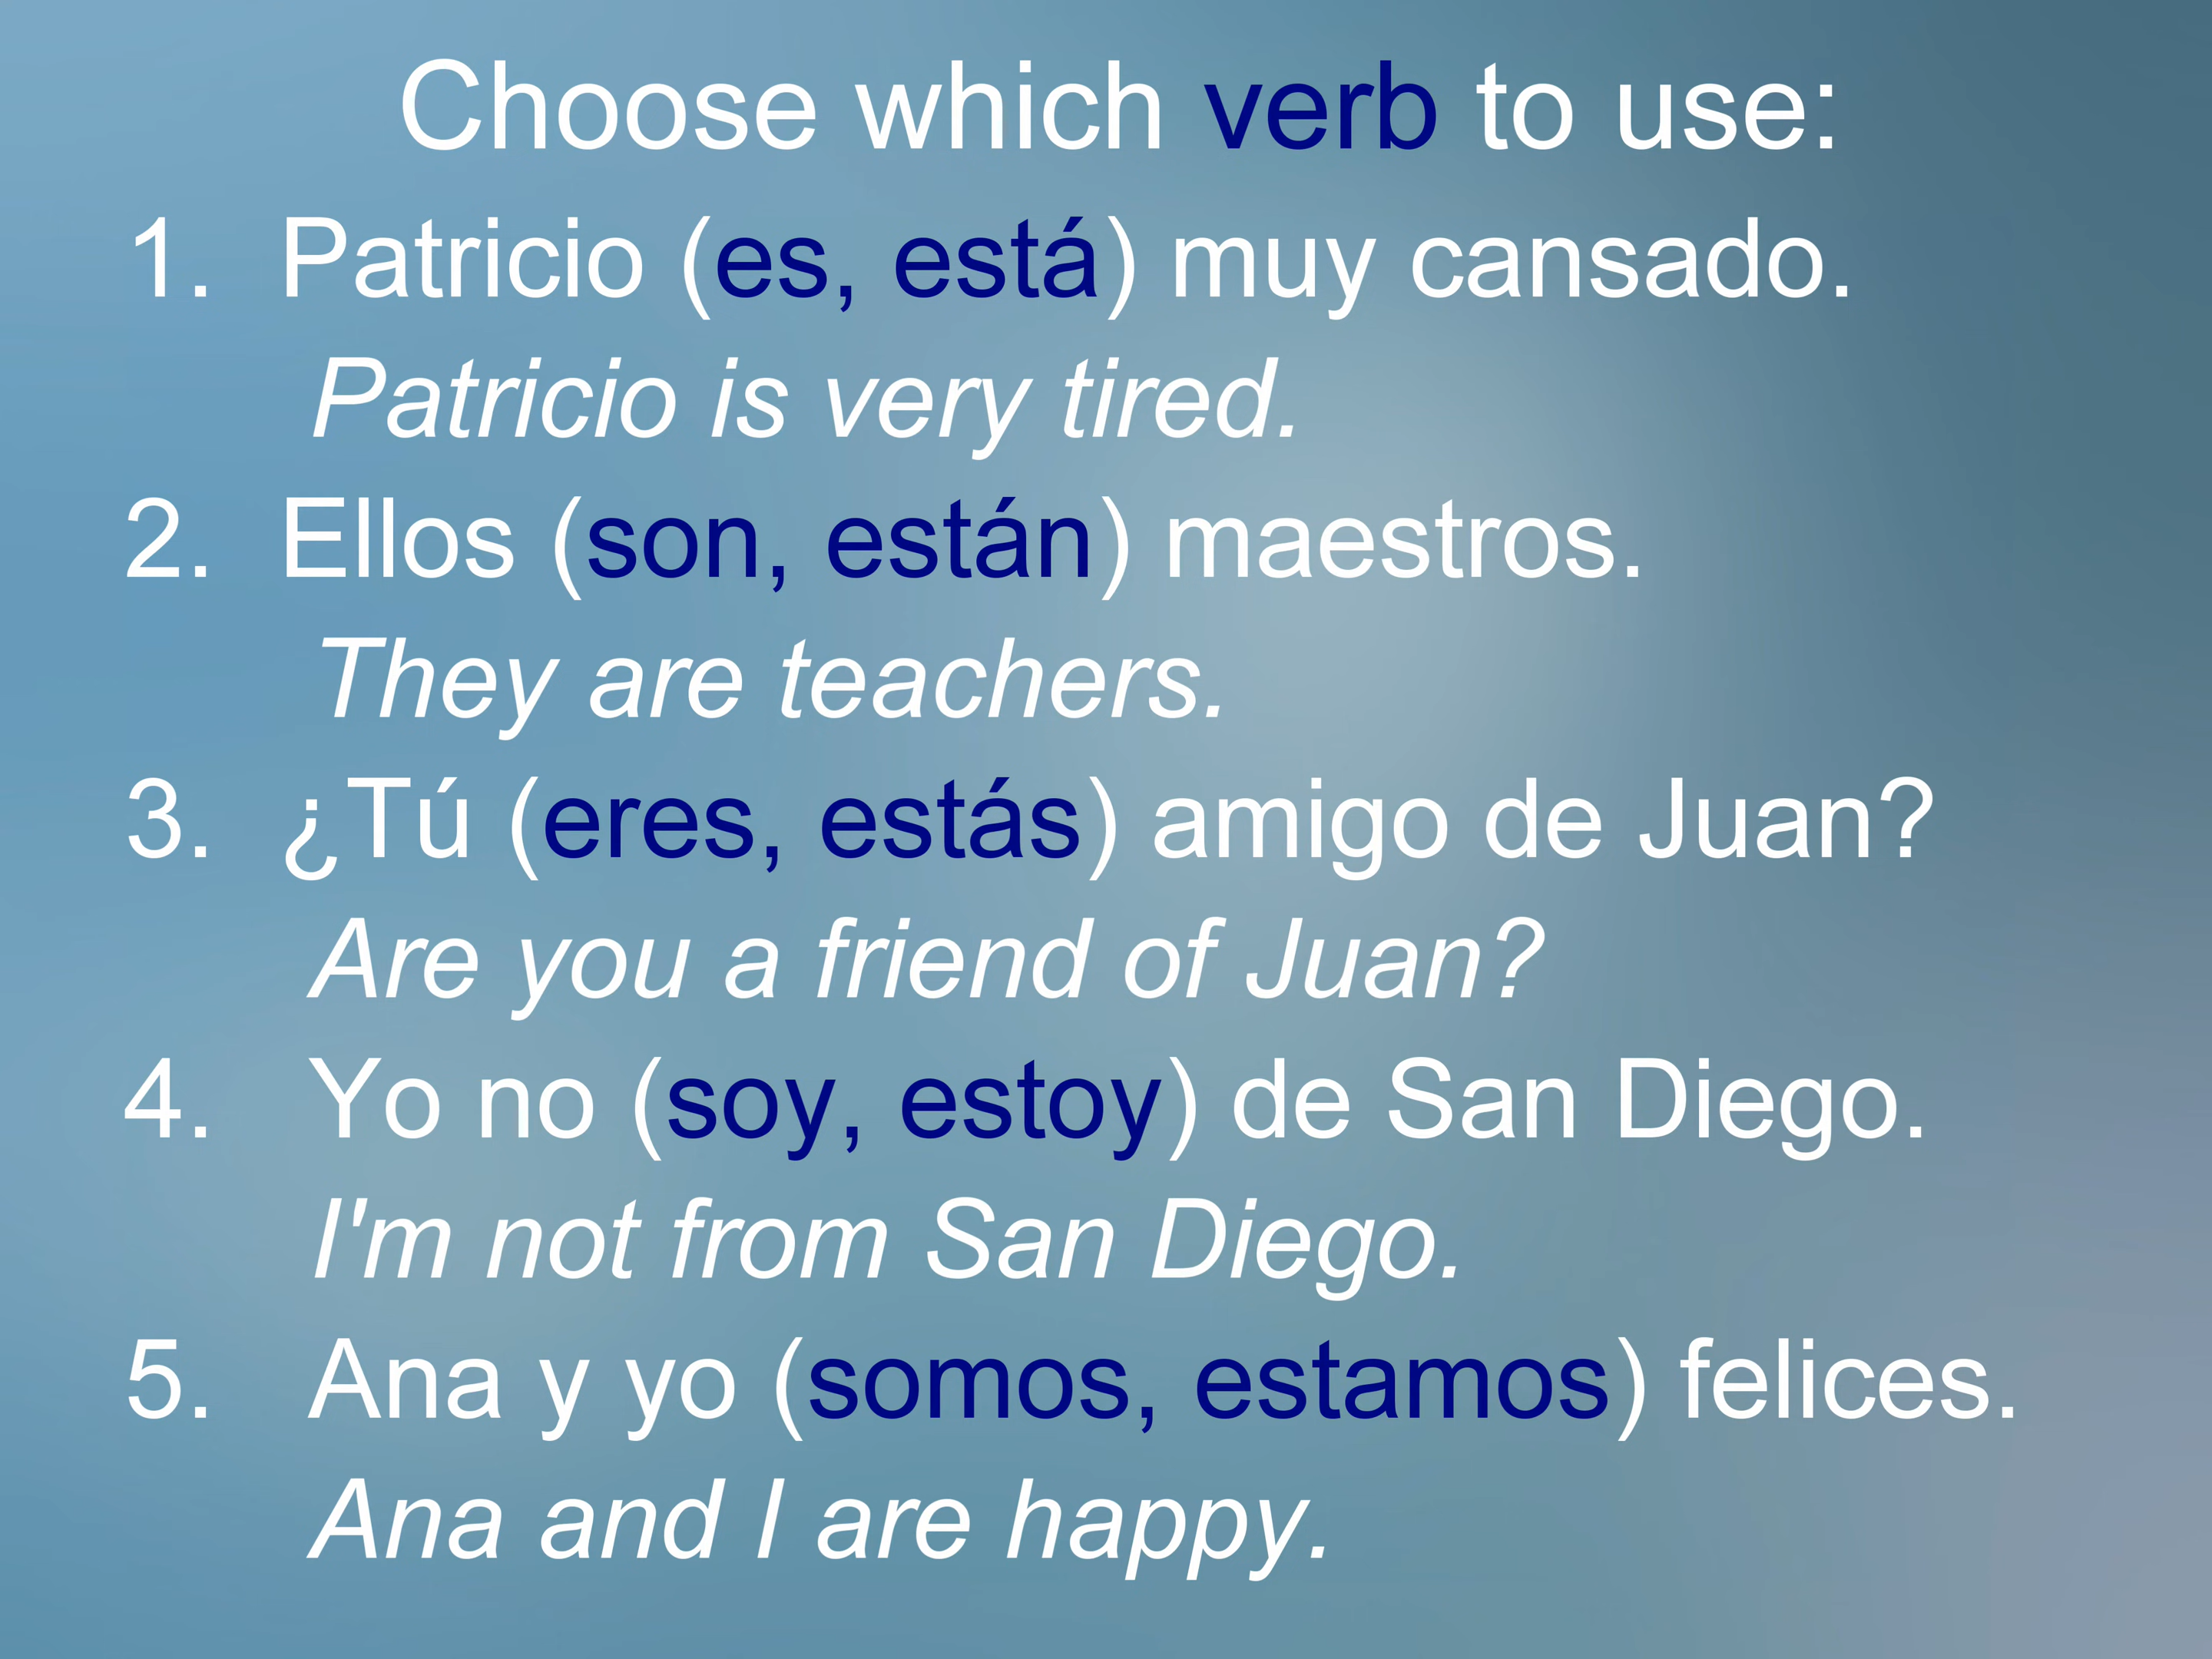 Choose which verb to use:
1. Patricio (es, está) muy cansado.
Patricio is very tired.
2. Ellos (son, están) maestros.
They are teachers.
3. ¿Tú (eres, estás) amigo de Juan?
Are you a friend of Juan?
4. Yo no (soy, estoy) de San Diego.
I'm not from San Diego.
5. Ana y yo (somos, estamos) felices.
Ana and I are happy.